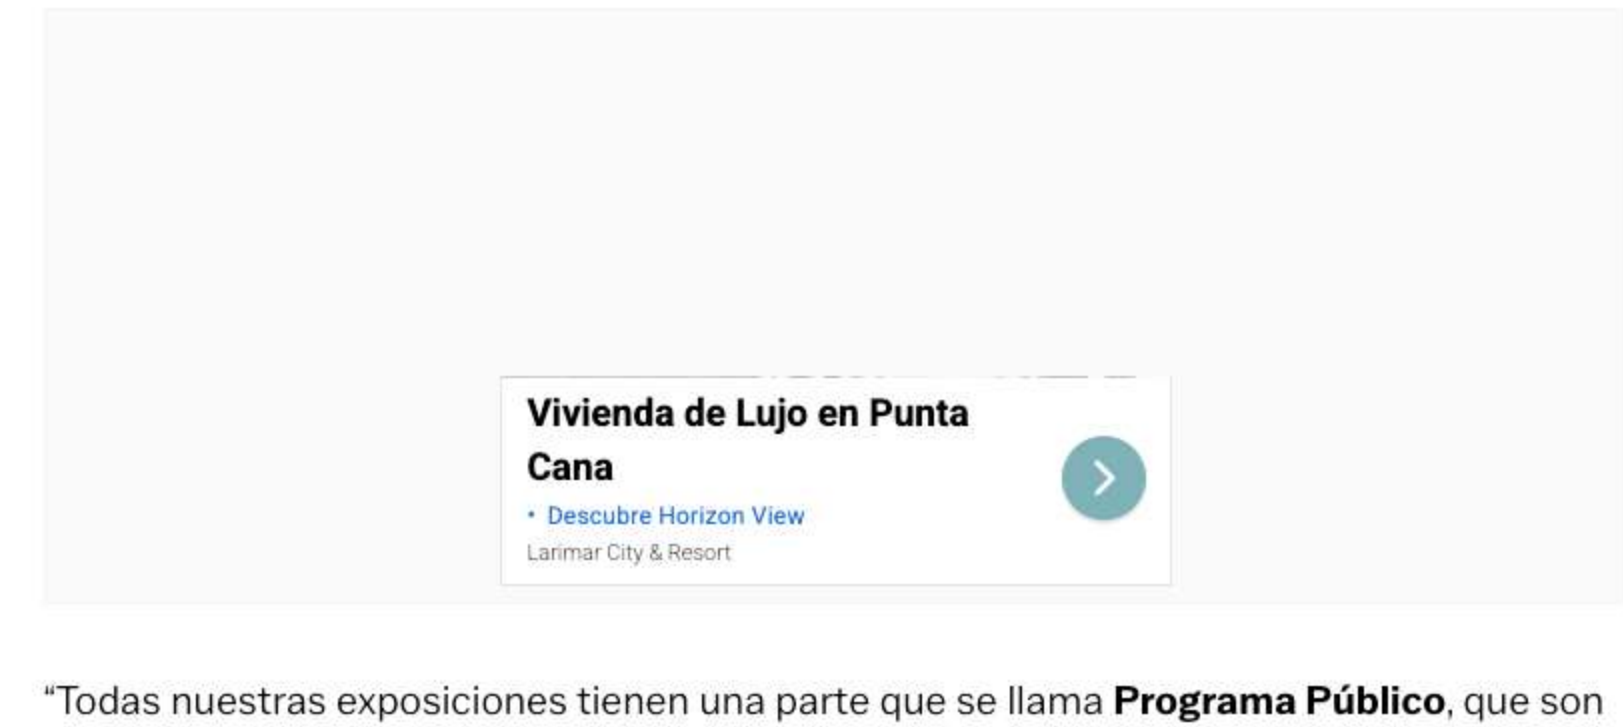 Vivienda de Lujo en Punta
Cana
• Descubre Horizon View
Larimar City & Resort
“Todas nuestras exposiciones tienen una parte que se llama Programa Público, que son